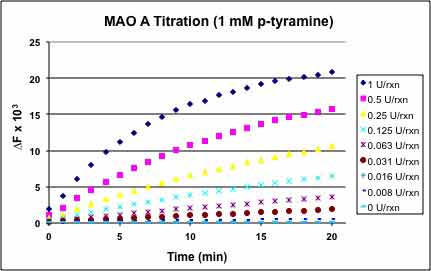 MAO A Titration (1 mM p-tyramine)
25
20
15
10
5
0
ΔF x 10³
0 5 10 15 20
Time (min)
1 U/rxn
0.5 U/rxn
0.25 U/rxn
0.125 U/rxn
0.063 U/rxn
0.031 U/rxn
0.016 U/rxn
0.008 U/rxn
0 U/rxn